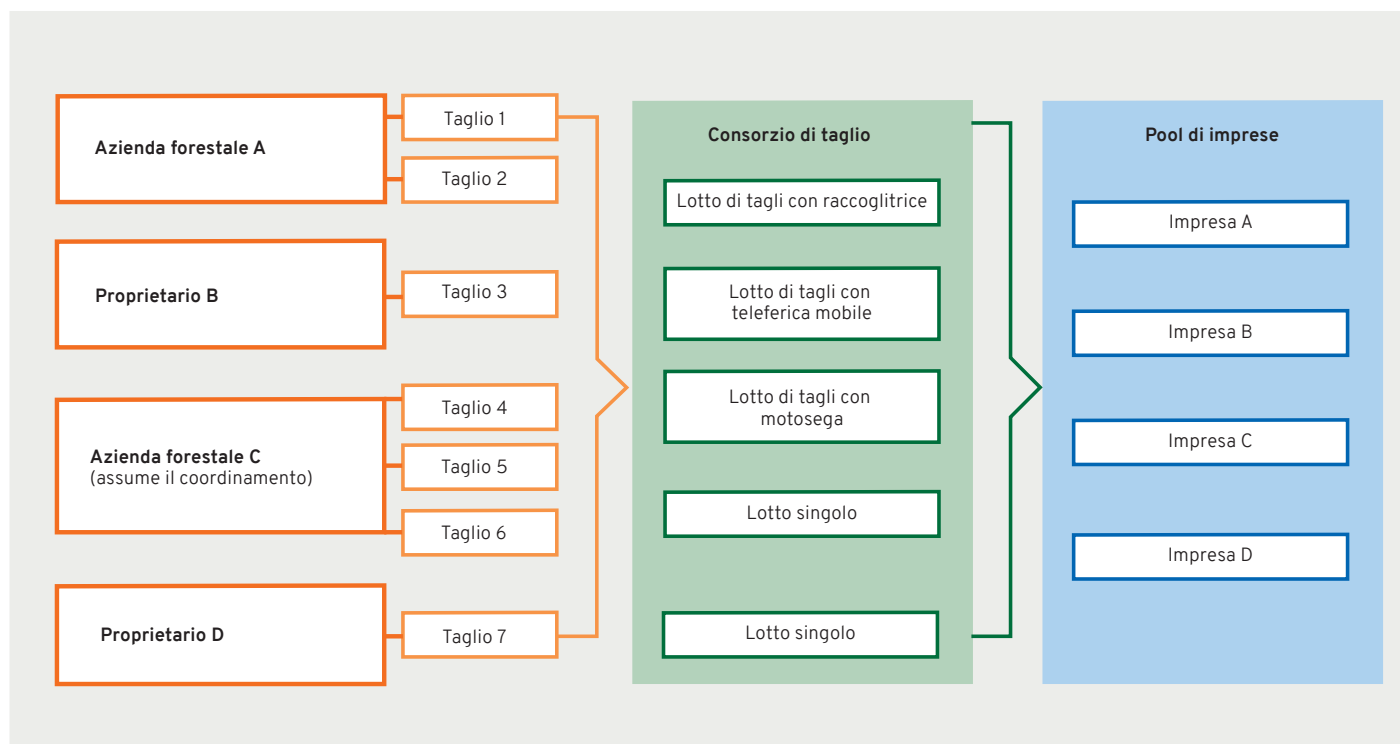 Azienda forestale A
Taglio 1
Taglio 2
Proprietario B
Taglio 3
Azienda forestale C
(assume il coordinamento)
Taglio 4
Taglio 5
Taglio 6
Proprietario D
Taglio 7
Consorzio di taglio
Lotto di tagli con raccoglitrice
Lotto di tagli con
teleferica mobile
Lotto di tagli con
motosega
Lotto singolo
Lotto singolo
Pool di imprese
Impresa A
Impresa B
Impresa C
Impresa D